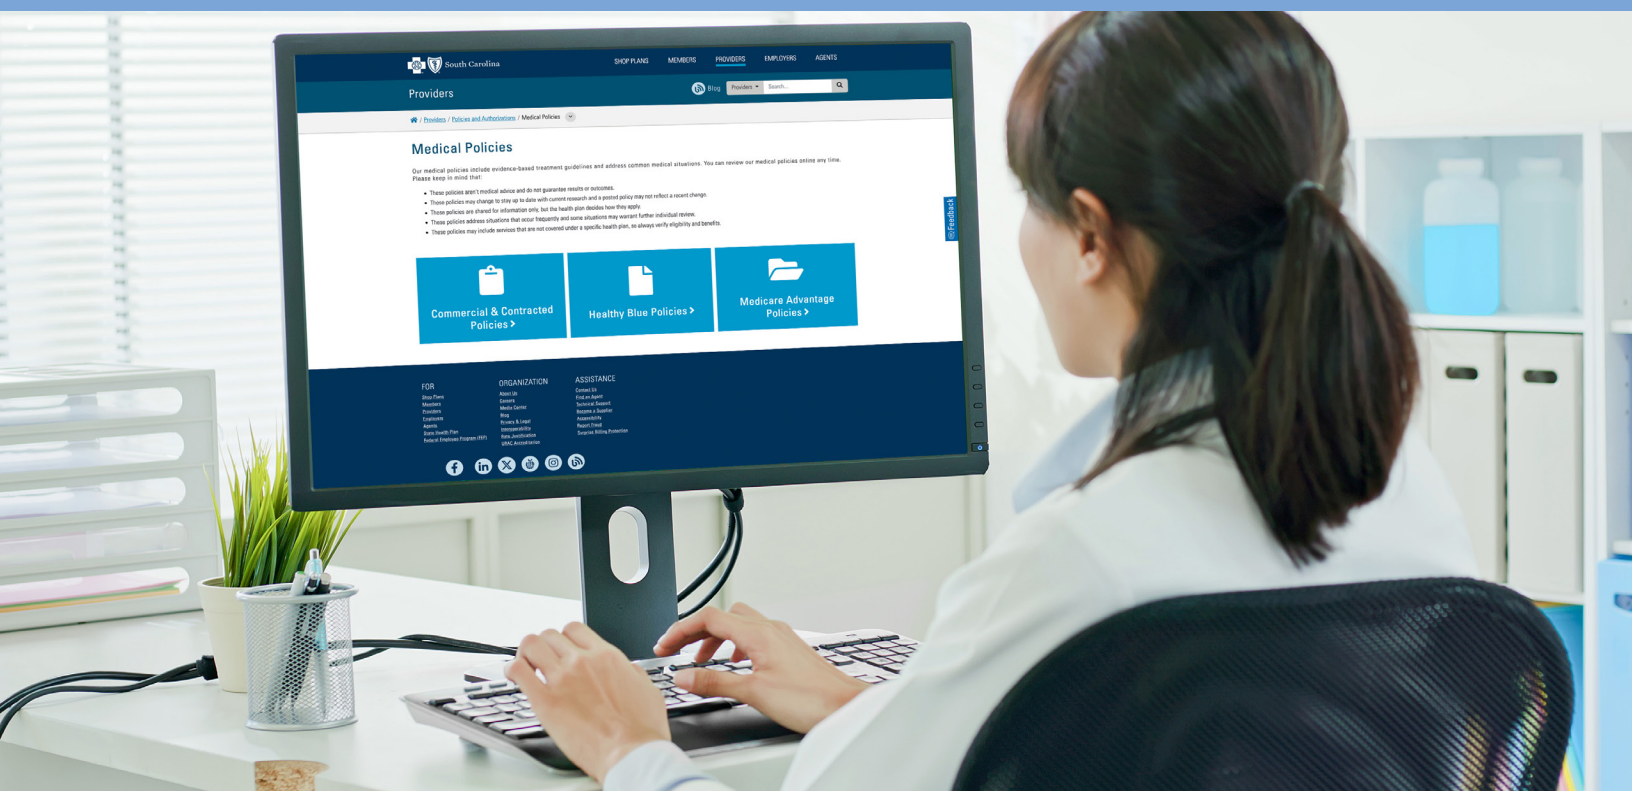 South Carolina
SHOP PLANS MEMBERS PROVIDERS EMPLOYERS AGENTS
Providers
Blog Providers Search...
/ Providers / Policies and Authorizations / Medical Policies
Medical Policies
Our medical policies include evidence-based treatment guidelines and address common medical situations. You can review our medical policies online any time.
Please keep in mind that:
• These policies aren't medical advice and do not guarantee results or outcomes.
• These policies may change to stay up to date with current research and a posted policy may not reflect a recent change.
• These policies are shared for information only, but the health plan decides how they apply.
• These policies address situations that occur frequently and some situations may warrant further individual review.
• These policies may include services that are not covered under a specific health plan, so always verify eligibility and benefits.
Feedback
Commercial & Contracted
Policies >
Healthy Blue Policies >
Medicare Advantage
Policies >
FOR
Shop Plans
Members
Providers
Employers
Agents
State Health Plan
Federal Employee Program (FEP)
ORGANIZATION
About Us
Careers
Media Center
Blog
Privacy & Legal
Interoperability
Rate Justification
URAC Accreditation
ASSISTANCE
Contact Us
Find an Agent
Technical Support
Become a Supplier
Accessibility
Report Fraud
Surprise Billing Protection